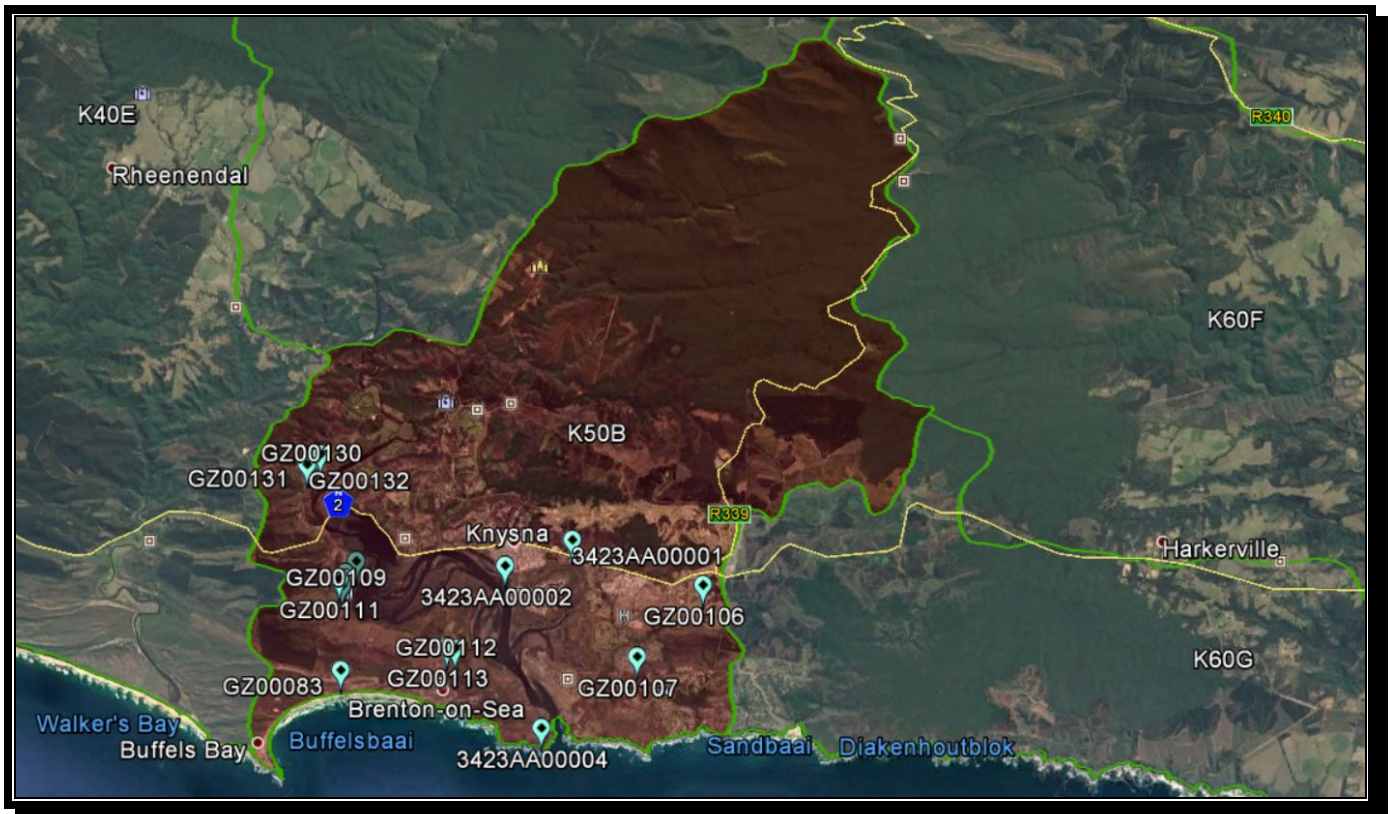 R340
K40E
Rheenendal
K60F
K50B
GZ00130
GZ00131
GZ00132
N
2
R339
Knysna
3423AA00001
Harkerville
GZ00109
3423AA00002
GZ00111
GZ00106
H
GZ00112
K60G
GZ00083
GZ00113
GZ00107
Brenton-on-Sea
Walker's Bay
Buffels Bay
Buffelsbaai
Sandbaai
Diakenhoutblok
3423AA00004